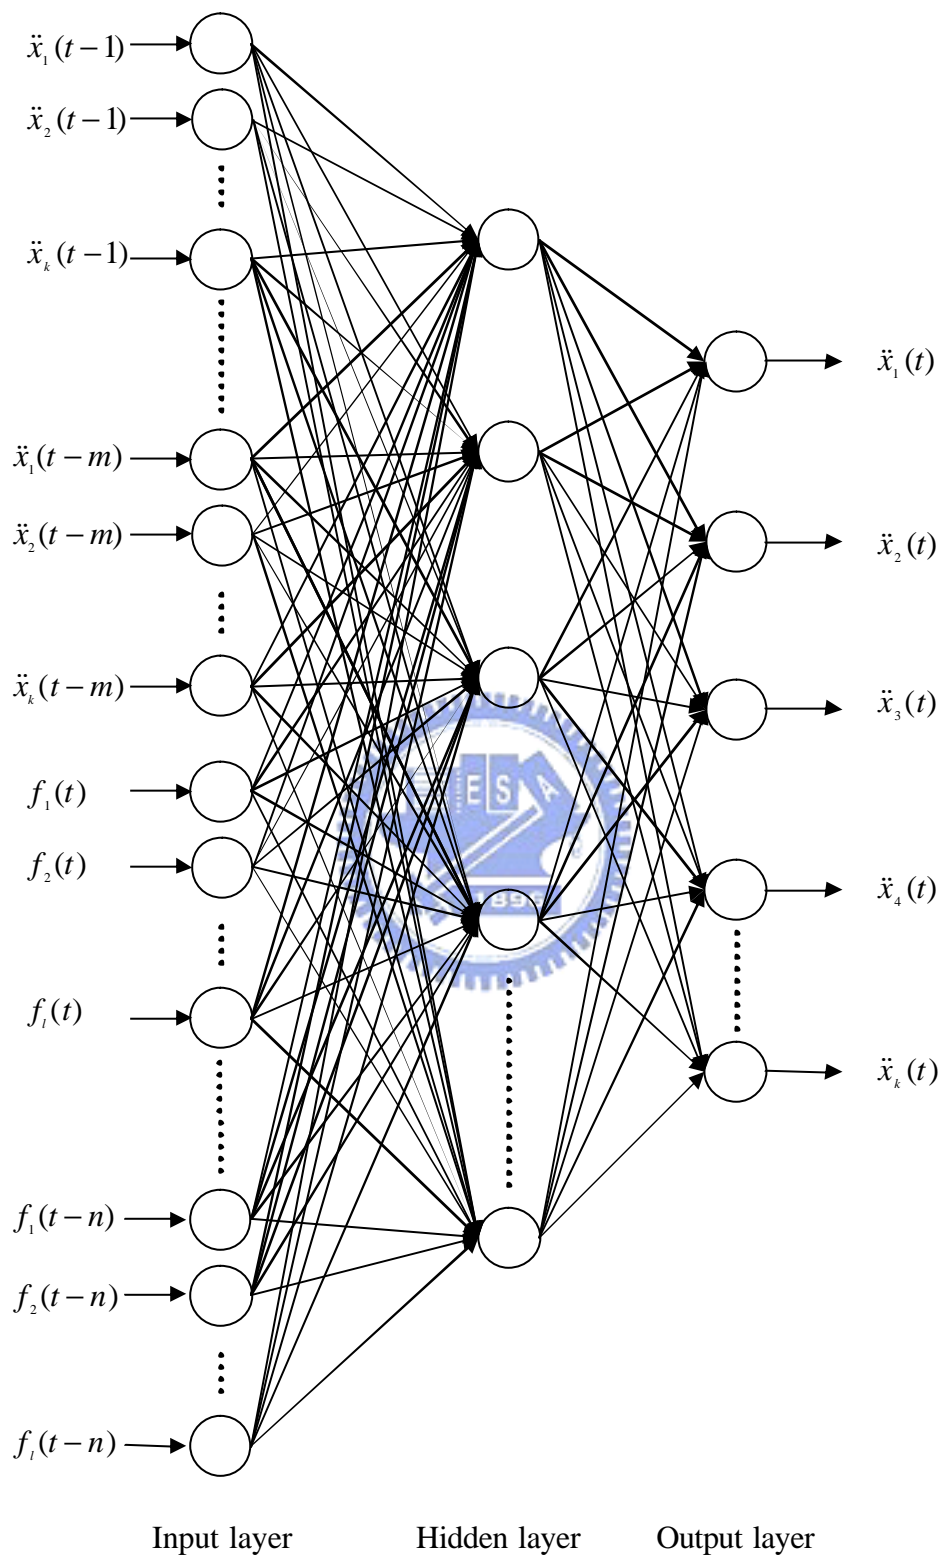 ẍ₁(t−1)
ẍ₂(t−1)
ẍₖ(t−1)
ẍ₁(t−m)
ẍ₂(t−m)
ẍₖ(t−m)
f₁(t)
f₂(t)
fₗ(t)
f₁(t−n)
f₂(t−n)
fₗ(t−n)
ẍ₁(t)
ẍ₂(t)
ẍ₃(t)
ẍ₄(t)
ẍₖ(t)
E S A
1896
Input layer Hidden layer Output layer